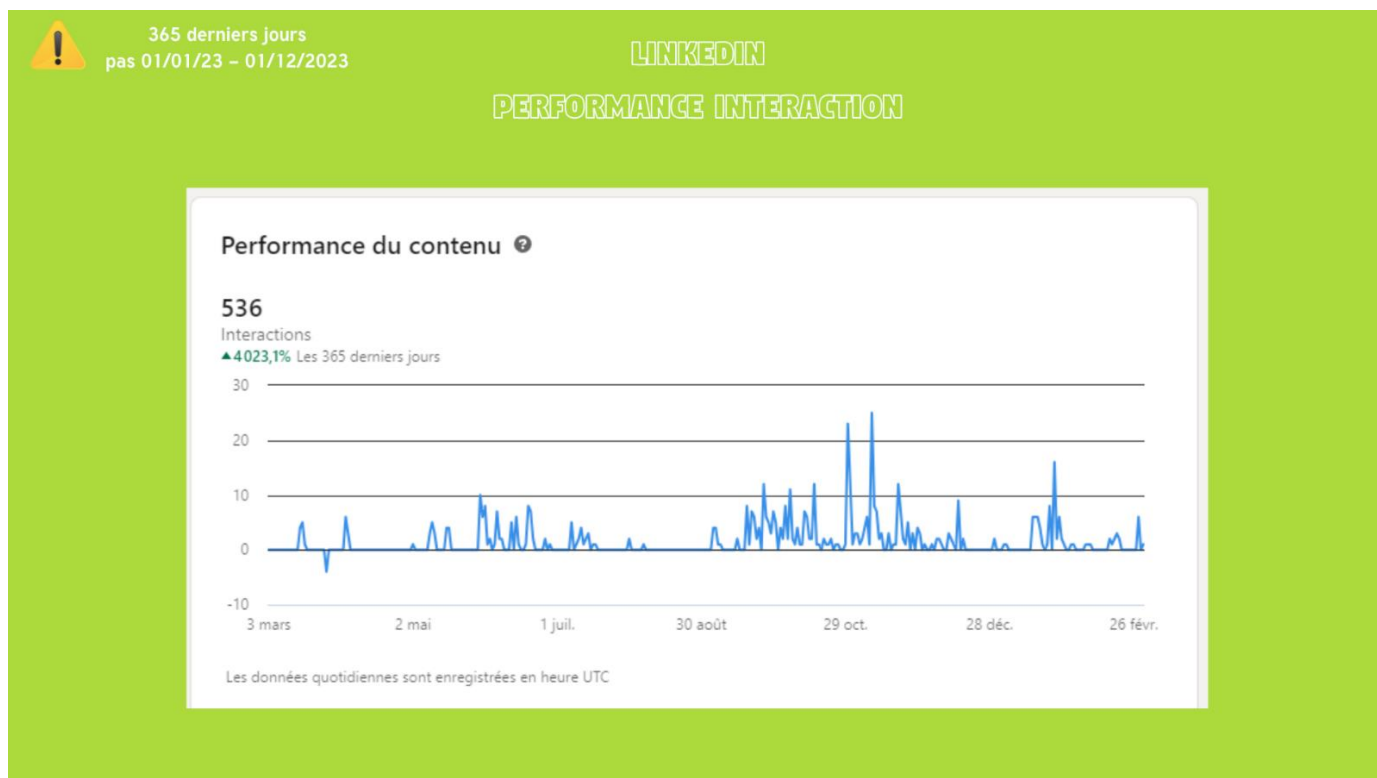 365 derniers jours
pas 01/01/23 – 01/12/2023
LINKEDIN
PERFORMANCE INTERACTION
Performance du contenu
536
Interactions
▲4 023,1% Les 365 derniers jours
30
20
10
0
-10
3 mars 2 mai 1 juil. 30 août 29 oct. 28 déc. 26 févr.
Les données quotidiennes sont enregistrées en heure UTC